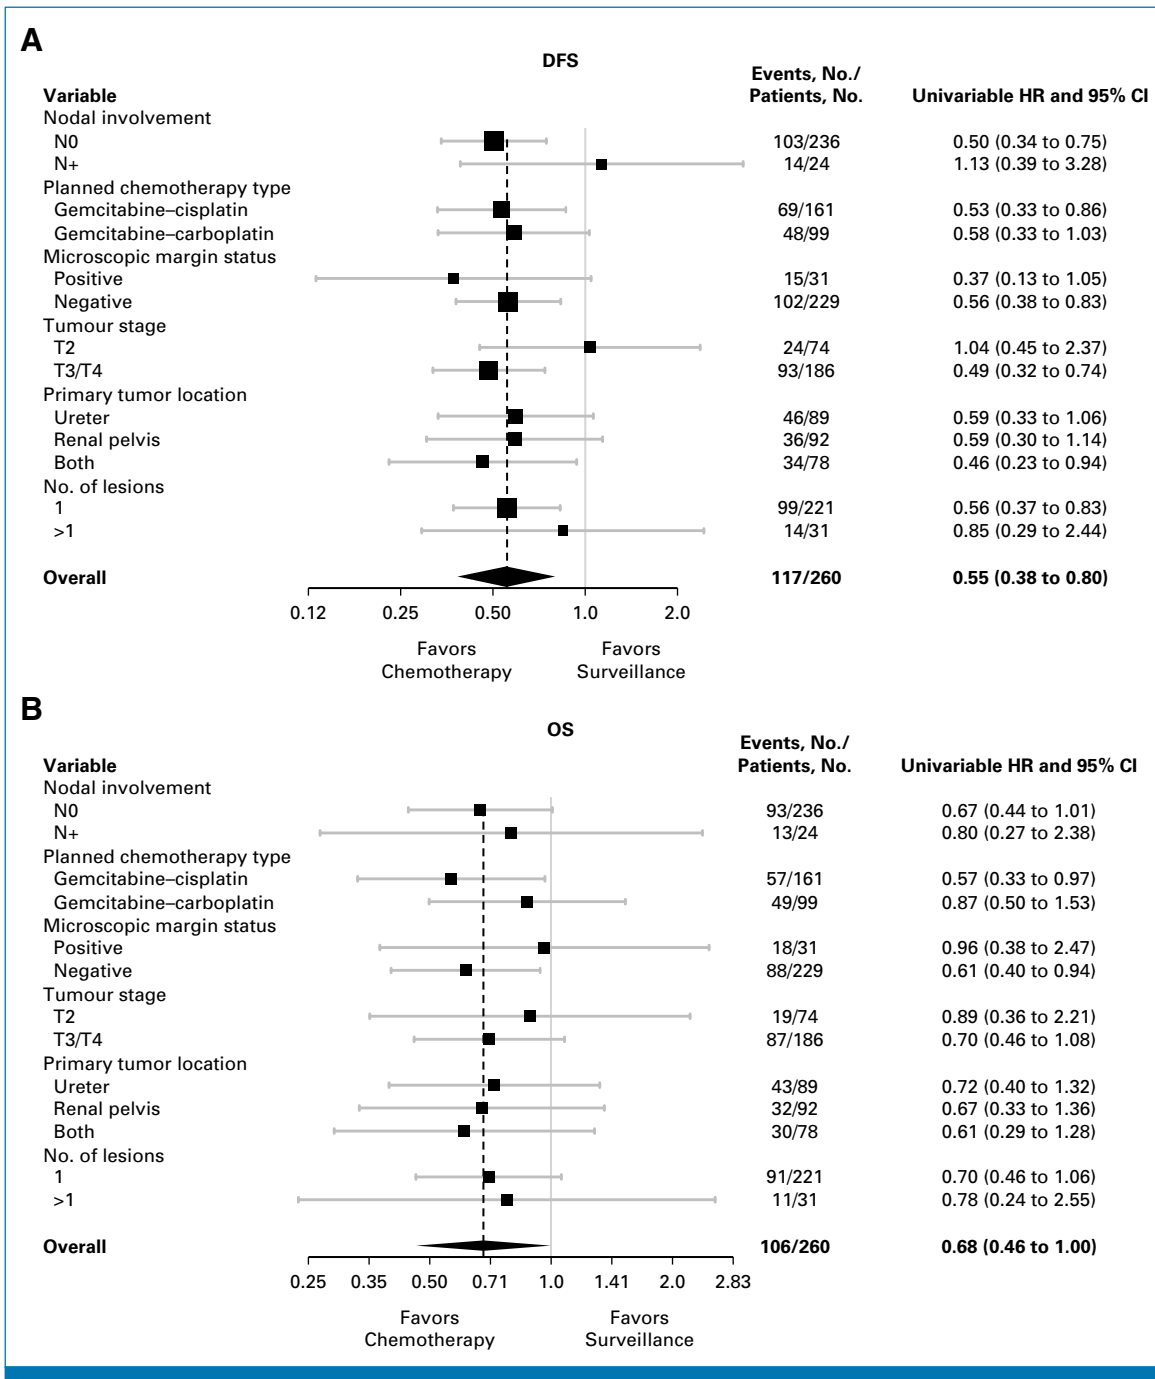 A
DFS
Events, No./
Variable Patients, No. Univariable HR and 95% CI
Nodal involvement
N0 103/236 0.50 (0.34 to 0.75)
N+ 14/24 1.13 (0.39 to 3.28)
Planned chemotherapy type
Gemcitabine–cisplatin 69/161 0.53 (0.33 to 0.86)
Gemcitabine–carboplatin 48/99 0.58 (0.33 to 1.03)
Microscopic margin status
Positive 15/31 0.37 (0.13 to 1.05)
Negative 102/229 0.56 (0.38 to 0.83)
Tumour stage
T2 24/74 1.04 (0.45 to 2.37)
T3/T4 93/186 0.49 (0.32 to 0.74)
Primary tumor location
Ureter 46/89 0.59 (0.33 to 1.06)
Renal pelvis 36/92 0.59 (0.30 to 1.14)
Both 34/78 0.46 (0.23 to 0.94)
No. of lesions
1 99/221 0.56 (0.37 to 0.83)
>1 14/31 0.85 (0.29 to 2.44)
Overall 117/260 0.55 (0.38 to 0.80)
0.12 0.25 0.50 1.0 2.0
Favors Favors
Chemotherapy Surveillance
B
OS
Events, No./
Variable Patients, No. Univariable HR and 95% CI
Nodal involvement
N0 93/236 0.67 (0.44 to 1.01)
N+ 13/24 0.80 (0.27 to 2.38)
Planned chemotherapy type
Gemcitabine–cisplatin 57/161 0.57 (0.33 to 0.97)
Gemcitabine–carboplatin 49/99 0.87 (0.50 to 1.53)
Microscopic margin status
Positive 18/31 0.96 (0.38 to 2.47)
Negative 88/229 0.61 (0.40 to 0.94)
Tumour stage
T2 19/74 0.89 (0.36 to 2.21)
T3/T4 87/186 0.70 (0.46 to 1.08)
Primary tumor location
Ureter 43/89 0.72 (0.40 to 1.32)
Renal pelvis 32/92 0.67 (0.33 to 1.36)
Both 30/78 0.61 (0.29 to 1.28)
No. of lesions
1 91/221 0.70 (0.46 to 1.06)
>1 11/31 0.78 (0.24 to 2.55)
Overall 106/260 0.68 (0.46 to 1.00)
0.25 0.35 0.50 0.71 1.0 1.41 2.0 2.83
Favors Favors
Chemotherapy Surveillance